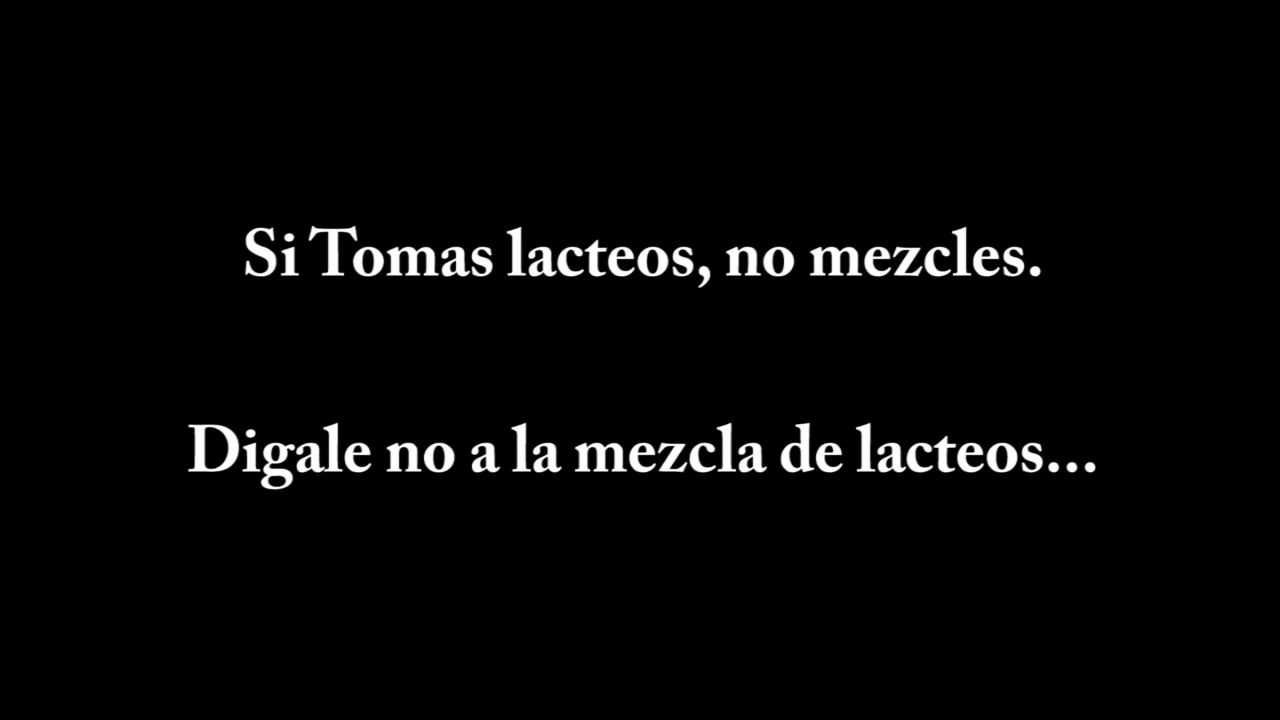 Si Tomas lacteos, no mezcles.
Digale no a la mezcla de lacteos...